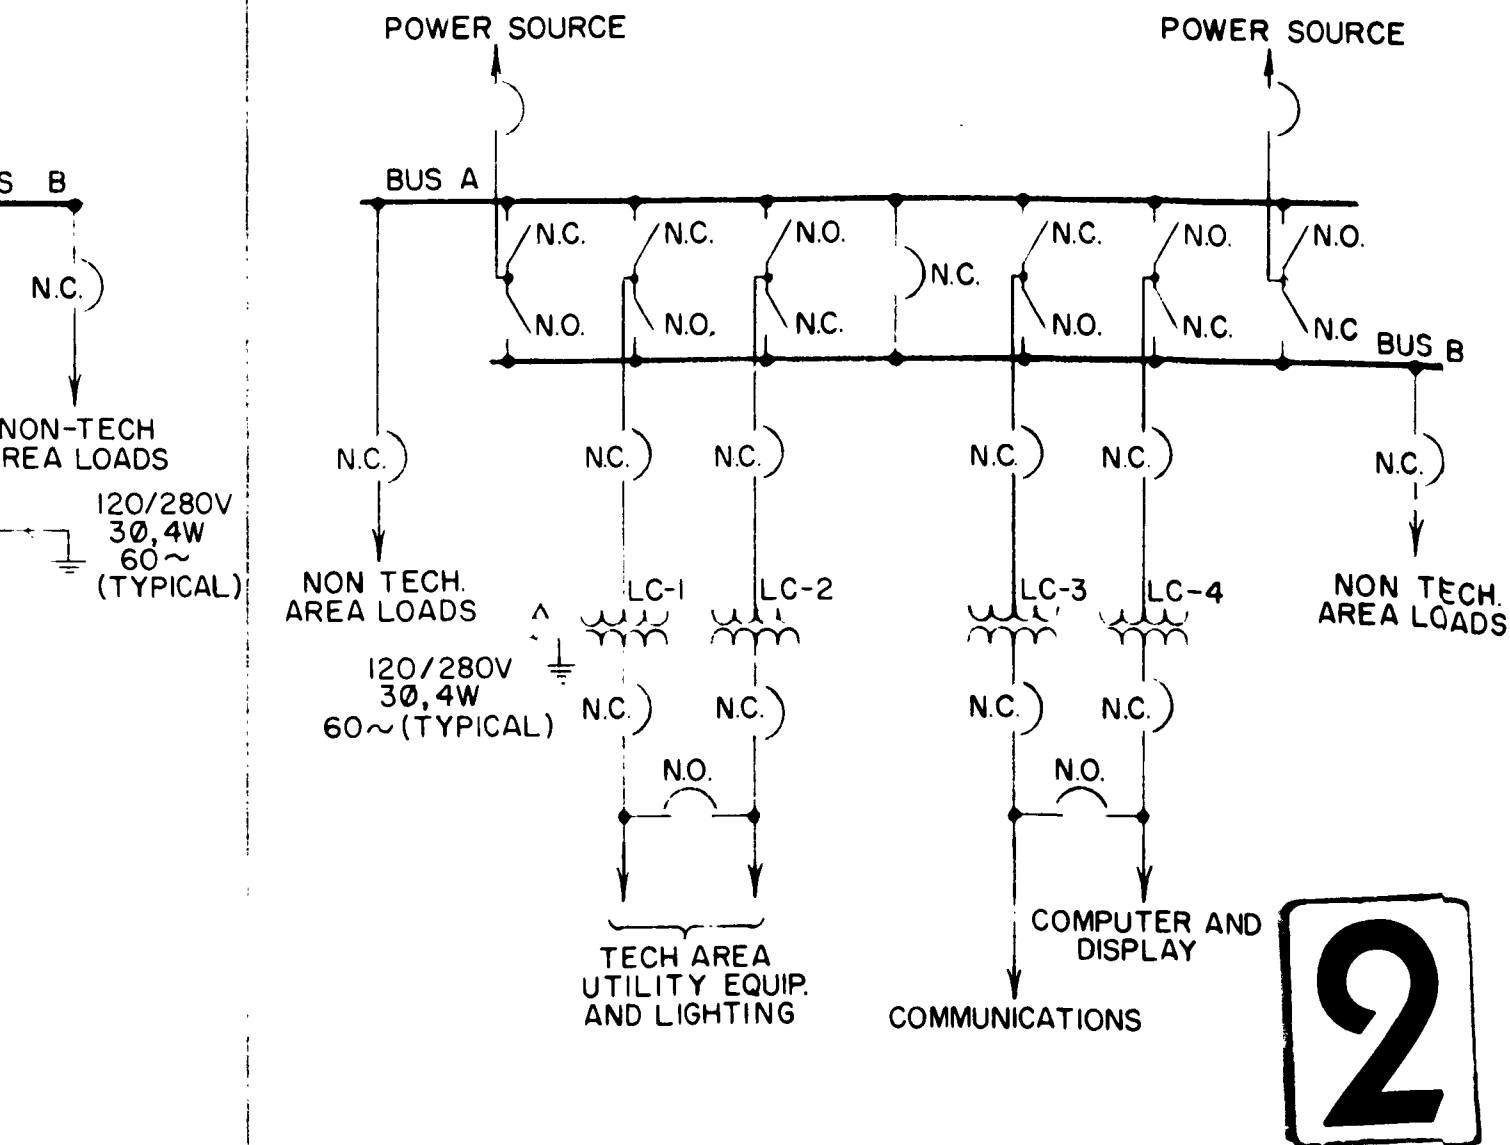 POWER SOURCE
POWER SOURCE
S B
BUS A
N.C.
N.C.
N.O.
N.C.
N.C.
N.O.
N.O.
N.C.
N.O.
N.O.
N.C.
N.O.
N.C.
N.C
BUS B
NON-TECH
REA LOADS
120/280V
3Ø,4W
60~
(TYPICAL)
N.C.
N.C.
N.C.
N.C.
N.C.
N.C.
NON TECH.
AREA LOADS
LC-1
LC-2
LC-3
LC-4
NON TECH.
AREA LOADS
120/280V
3Ø,4W
60~(TYPICAL)
N.C.
N.C.
N.C.
N.C.
N.O.
N.O.
TECH AREA
UTILITY EQUIP.
AND LIGHTING
COMPUTER AND
DISPLAY
COMMUNICATIONS
2